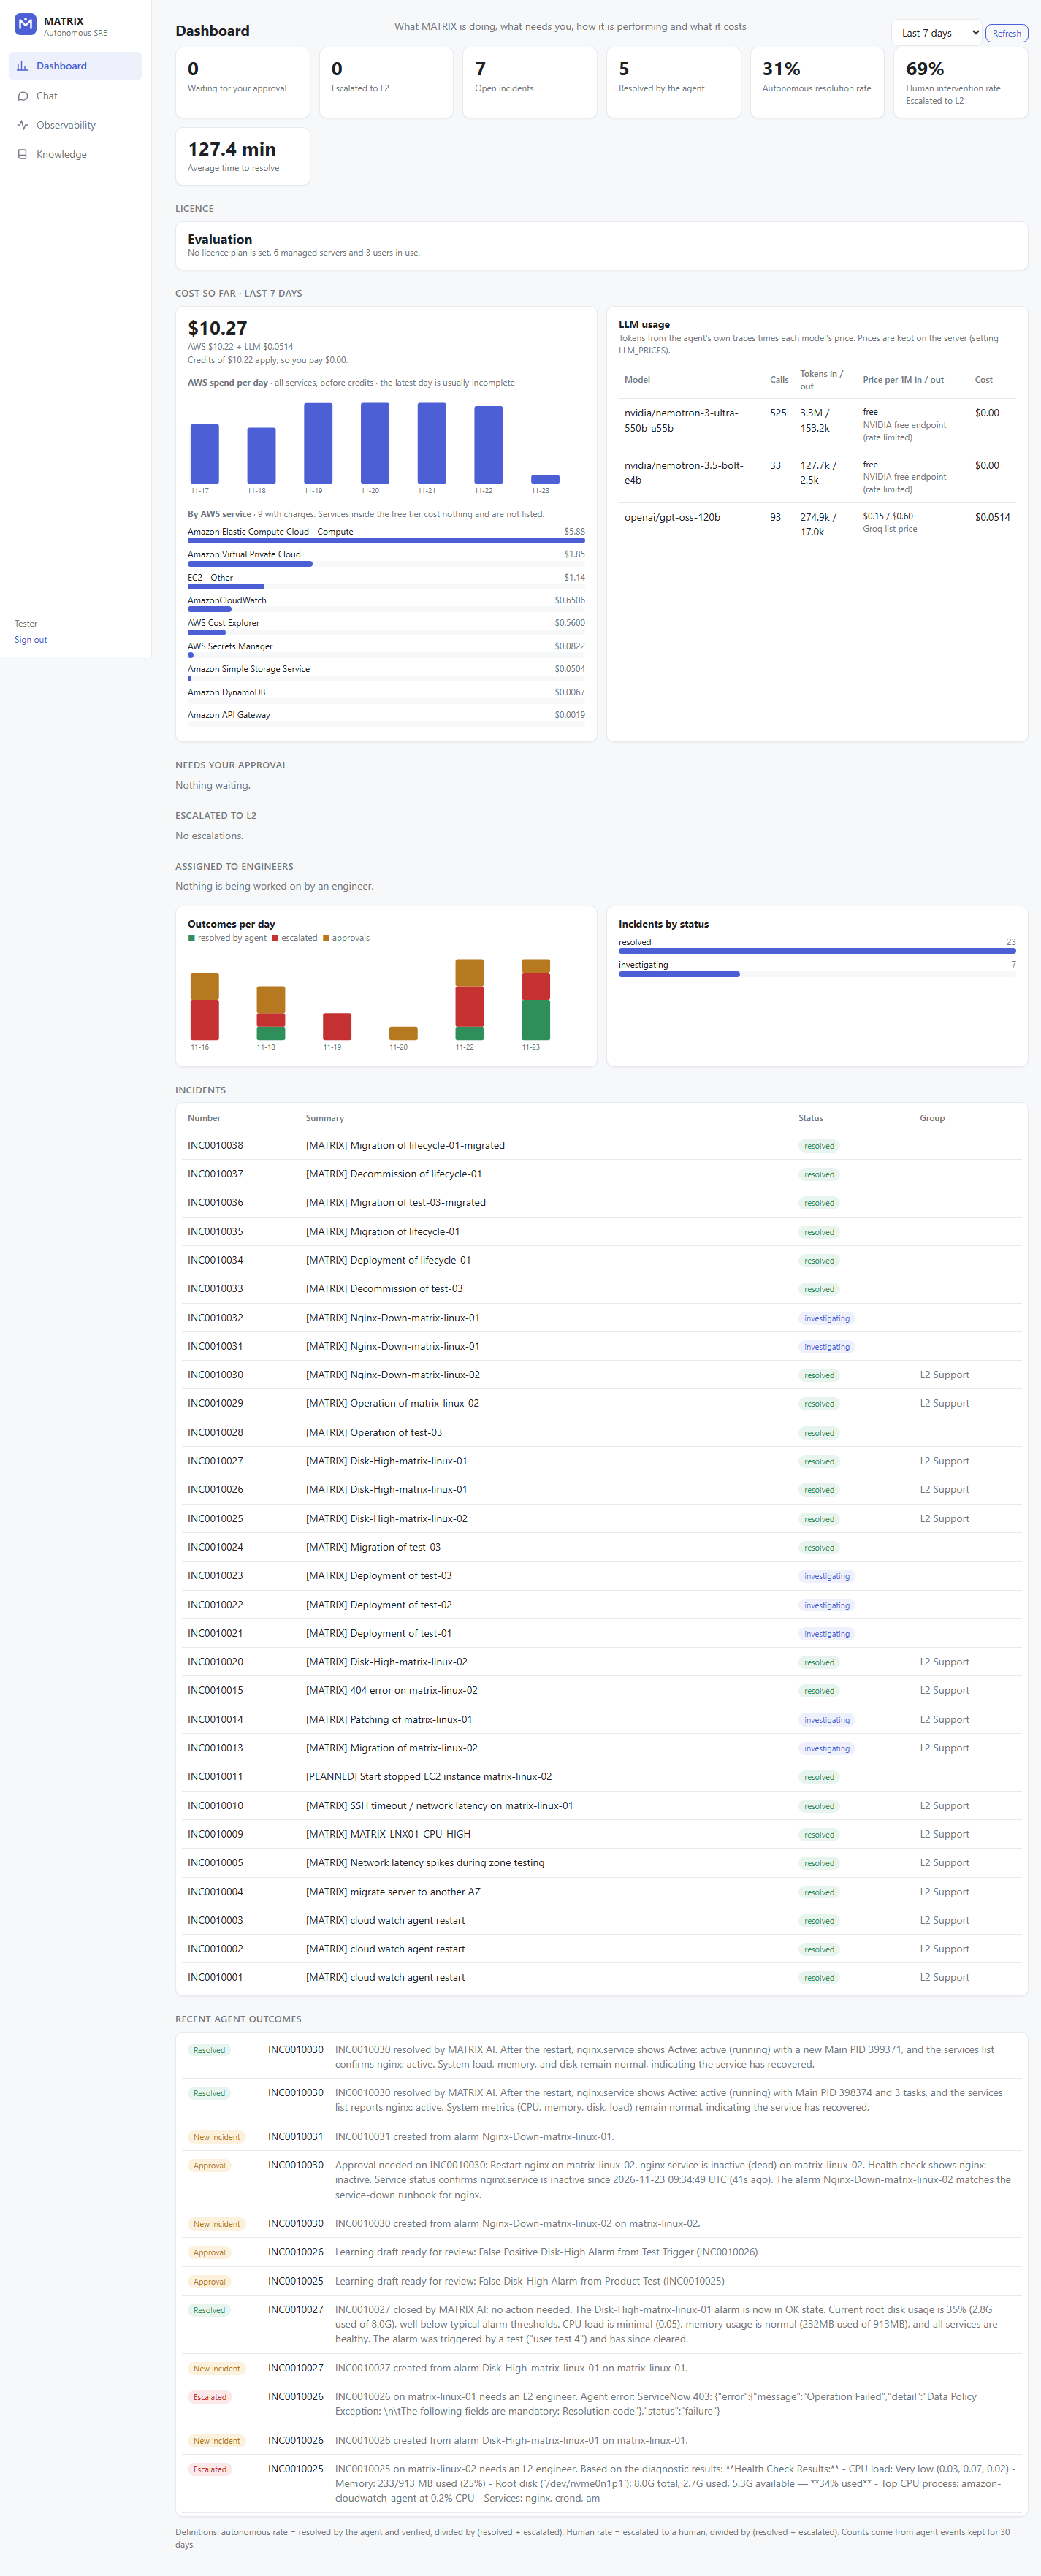 MATRIX
Autonomous SRE
Dashboard
Chat
Observability
Knowledge
Tester
Sign out
Dashboard
What MATRIX is doing, what needs you, how it is performing and what it costs
Last 7 days
Refresh
0
Waiting for your approval
0
Escalated to L2
7
Open incidents
5
Resolved by the agent
31%
Autonomous resolution rate
69%
Human intervention rate
Escalated to L2
127.4 min
Average time to resolve
LICENCE
Evaluation
No licence plan is set. 6 managed servers and 3 users in use.
COST SO FAR · LAST 7 DAYS
$10.27
AWS $10.22 + LLM $0.0514
Credits of $10.22 apply, so you pay $0.00.
AWS spend per day · all services, before credits · the latest day is usually incomplete
11-17 11-18 11-19 11-20 11-21 11-22 11-23
By AWS service · 9 with charges. Services inside the free tier cost nothing and are not listed.
Amazon Elastic Compute Cloud - Compute $5.88
Amazon Virtual Private Cloud $1.85
EC2 - Other $1.14
AmazonCloudWatch $0.6506
AWS Cost Explorer $0.5600
AWS Secrets Manager $0.0822
Amazon Simple Storage Service $0.0504
Amazon DynamoDB $0.0067
Amazon API Gateway $0.0019
LLM usage
Tokens from the agent's own traces times each model's price. Prices are kept on the server (setting
LLM_PRICES).
Model Calls Tokens in / out Price per 1M in / out Cost
nvidia/nemotron-3-ultra-550b-a55b 525 3.3M / 153.2k free NVIDIA free endpoint (rate limited) $0.00
nvidia/nemotron-3.5-bolt-e4b 33 127.7k / 2.5k free NVIDIA free endpoint (rate limited) $0.00
openai/gpt-oss-120b 93 274.9k / 17.0k $0.15 / $0.60 Groq list price $0.0514
NEEDS YOUR APPROVAL
Nothing waiting.
ESCALATED TO L2
No escalations.
ASSIGNED TO ENGINEERS
Nothing is being worked on by an engineer.
Outcomes per day
resolved by agent escalated approvals
11-16 11-18 11-19 11-20 11-22 11-23
Incidents by status
resolved 23
investigating 7
INCIDENTS
Number Summary Status Group
INC0010038 [MATRIX] Migration of lifecycle-01-migrated resolved
INC0010037 [MATRIX] Decommission of lifecycle-01 resolved
INC0010036 [MATRIX] Migration of test-03-migrated resolved
INC0010035 [MATRIX] Migration of lifecycle-01 resolved
INC0010034 [MATRIX] Deployment of lifecycle-01 resolved
INC0010033 [MATRIX] Decommission of test-03 resolved
INC0010032 [MATRIX] Nginx-Down-matrix-linux-01 investigating
INC0010031 [MATRIX] Nginx-Down-matrix-linux-01 investigating
INC0010030 [MATRIX] Nginx-Down-matrix-linux-02 resolved L2 Support
INC0010029 [MATRIX] Operation of matrix-linux-02 resolved L2 Support
INC0010028 [MATRIX] Operation of test-03 resolved
INC0010027 [MATRIX] Disk-High-matrix-linux-01 resolved L2 Support
INC0010026 [MATRIX] Disk-High-matrix-linux-01 resolved L2 Support
INC0010025 [MATRIX] Disk-High-matrix-linux-02 resolved L2 Support
INC0010024 [MATRIX] Migration of test-03 resolved
INC0010023 [MATRIX] Deployment of test-03 investigating
INC0010022 [MATRIX] Deployment of test-02 investigating
INC0010021 [MATRIX] Deployment of test-01 investigating
INC0010020 [MATRIX] Disk-High-matrix-linux-02 resolved L2 Support
INC0010015 [MATRIX] 404 error on matrix-linux-02 resolved L2 Support
INC0010014 [MATRIX] Patching of matrix-linux-01 investigating L2 Support
INC0010013 [MATRIX] Migration of matrix-linux-02 investigating L2 Support
INC0010011 [PLANNED] Start stopped EC2 instance matrix-linux-02 resolved
INC0010010 [MATRIX] SSH timeout / network latency on matrix-linux-01 resolved L2 Support
INC0010009 [MATRIX] MATRIX-LNX01-CPU-HIGH resolved L2 Support
INC0010005 [MATRIX] Network latency spikes during zone testing resolved L2 Support
INC0010004 [MATRIX] migrate server to another AZ resolved L2 Support
INC0010003 [MATRIX] cloud watch agent restart resolved L2 Support
INC0010002 [MATRIX] cloud watch agent restart resolved L2 Support
INC0010001 [MATRIX] cloud watch agent restart resolved L2 Support
RECENT AGENT OUTCOMES
Resolved INC0010030 INC0010030 resolved by MATRIX AI. After the restart, nginx.service shows Active: active (running) with a new Main PID 399371, and the services list
confirms nginx: active. System load, memory, and disk remain normal, indicating the service has recovered.
Resolved INC0010030 INC0010030 resolved by MATRIX AI. After the restart, nginx.service shows Active: active (running) with Main PID 398374 and 3 tasks, and the services
list reports nginx: active. System metrics (CPU, memory, disk, load) remain normal, indicating the service has recovered.
New incident INC0010031 INC0010031 created from alarm Nginx-Down-matrix-linux-01.
Approval INC0010030 Approval needed on INC0010030: Restart nginx on matrix-linux-02. nginx service is inactive (dead) on matrix-linux-02. Health check shows nginx:
inactive. Service status confirms nginx.service is inactive since 2026-11-23 09:34:49 UTC (41s ago). The alarm Nginx-Down-matrix-linux-02 matches the
service-down runbook for nginx.
New incident INC0010030 INC0010030 created from alarm Nginx-Down-matrix-linux-02 on matrix-linux-02.
Approval INC0010026 Learning draft ready for review: False Positive Disk-High Alarm from Test Trigger (INC0010026)
Approval INC0010025 Learning draft ready for review: False Disk-High Alarm from Product Test (INC0010025)
Resolved INC0010027 INC0010027 closed by MATRIX AI: no action needed. The Disk-High-matrix-linux-01 alarm is now in OK state. Current root disk usage is 35% (2.8G
used of 8.0G), well below typical alarm thresholds. CPU load is minimal (0.05), memory usage is normal (232MB used of 913MB), and all services are
healthy. The alarm was triggered by a test ("user test 4") and has since cleared.
New incident INC0010027 INC0010027 created from alarm Disk-High-matrix-linux-01 on matrix-linux-01.
Escalated INC0010026 INC0010026 on matrix-linux-01 needs an L2 engineer. Agent error: ServiceNow 403: {"error":{"message":"Operation Failed","detail":"Data Policy
Exception: \n\tThe following fields are mandatory: Resolution code"},"status":"failure"}
New incident INC0010026 INC0010026 created from alarm Disk-High-matrix-linux-01 on matrix-linux-01.
Escalated INC0010025 INC0010025 on matrix-linux-02 needs an L2 engineer. Based on the diagnostic results: **Health Check Results:** - CPU load: Very low (0.03, 0.07, 0.02) -
Memory: 233/913 MB used (25%) - Root disk (`/dev/nvme0n1p1`): 8.0G total, 2.7G used, 5.3G available — **34% used** - Top CPU process: amazon-
cloudwatch-agent at 0.2% CPU - Services: nginx, crond, am
Definitions: autonomous rate = resolved by the agent and verified, divided by (resolved + escalated). Human rate = escalated to a human, divided by (resolved + escalated). Counts come from agent events kept for 30
days.